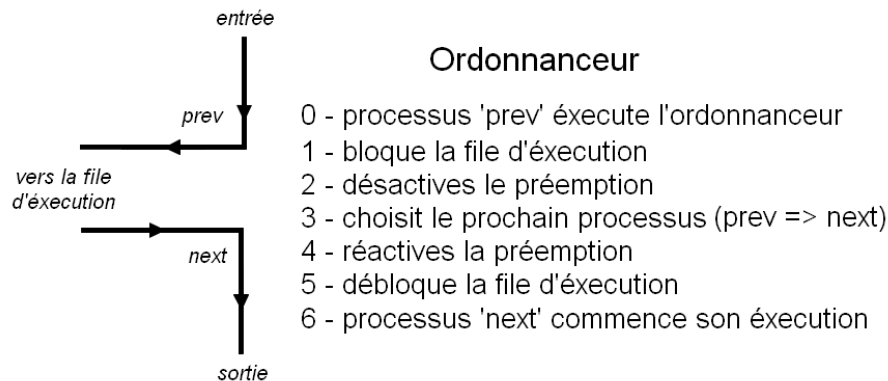 entrée
prev
vers la file
d'éxecution
next
sortie
Ordonnanceur
0 - processus 'prev' éxecute l'ordonnanceur
1 - bloque la file d'éxecution
2 - désactives le préemption
3 - choisit le prochain processus (prev => next)
4 - réactives la préemption
5 - débloque la file d'éxecution
6 - processus 'next' commence son éxecution